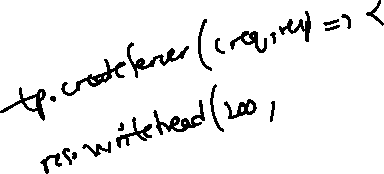 tp.createServer((req,res) => {
res.writeHead(200,